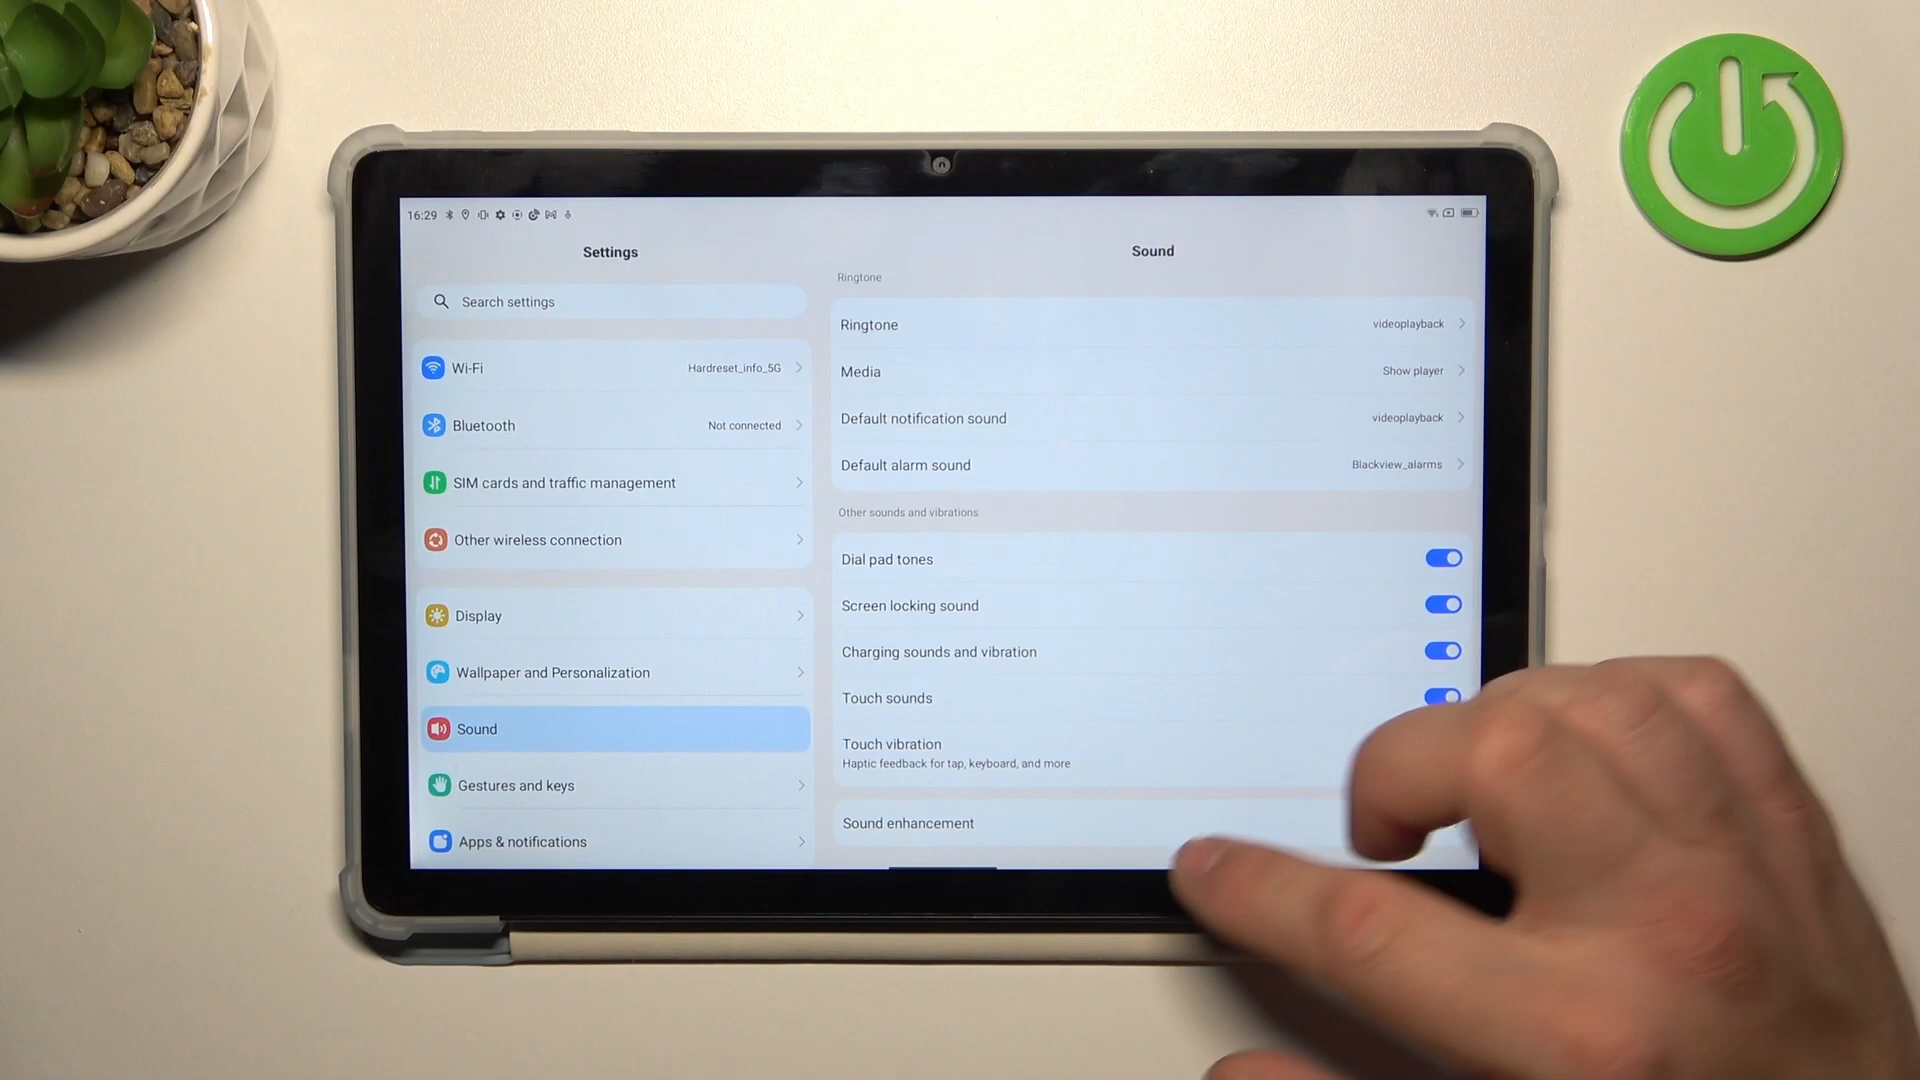 16:29
Settings
Search settings
Wi-Fi
Hardreset_info_5G
Bluetooth
Not connected
SIM cards and traffic management
Other wireless connection
Display
Wallpaper and Personalization
Sound
Gestures and keys
Apps & notifications
Sound
Ringtone
Ringtone
videoplayback
Media
Show player
Default notification sound
videoplayback
Default alarm sound
Blackview_alarms
Other sounds and vibrations
Dial pad tones
Screen locking sound
Charging sounds and vibration
Touch sounds
Touch vibration
Haptic feedback for tap, keyboard, and more
Sound enhancement